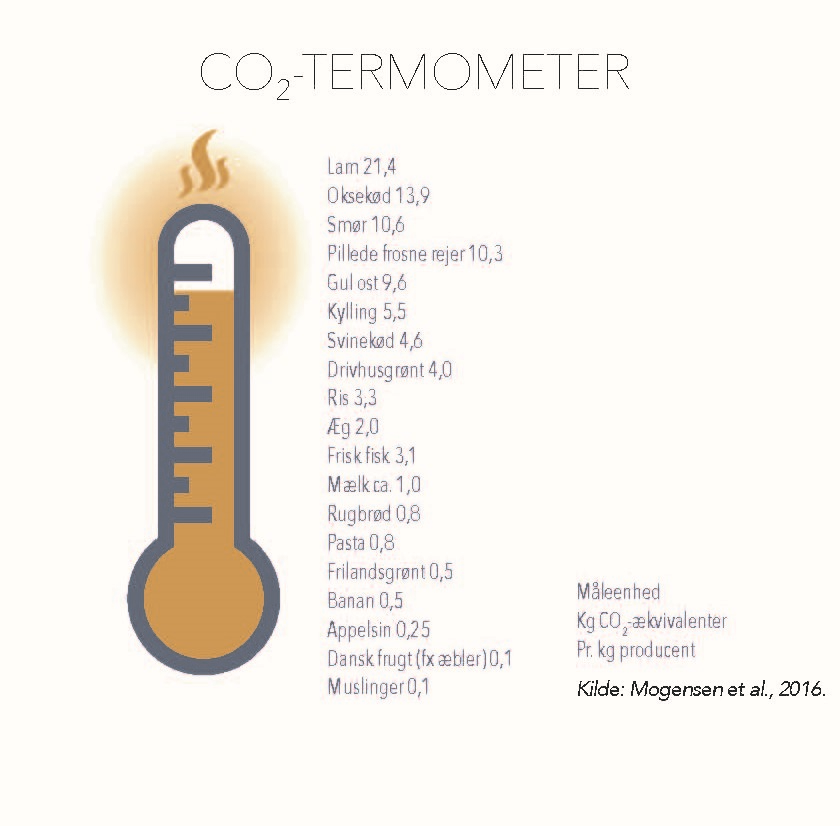 CO₂-TERMOMETER
Lam 21,4
Oksekød 13,9
Smør 10,6
Pillede frosne rejer 10,3
Gul ost 9,6
Kylling 5,5
Svinekød 4,6
Drivhusgrønt 4,0
Ris 3,3
Æg 2,0
Frisk fisk 3,1
Mælk ca. 1,0
Rugbrød 0,8
Pasta 0,8
Frilandsgrønt 0,5
Banan 0,5
Appelsin 0,25
Dansk frugt (fx æbler) 0,1
Muslinger 0,1
Måleenhed
Kg CO₂-ækvivalenter
Pr. kg producent
Kilde: Mogensen et al., 2016.